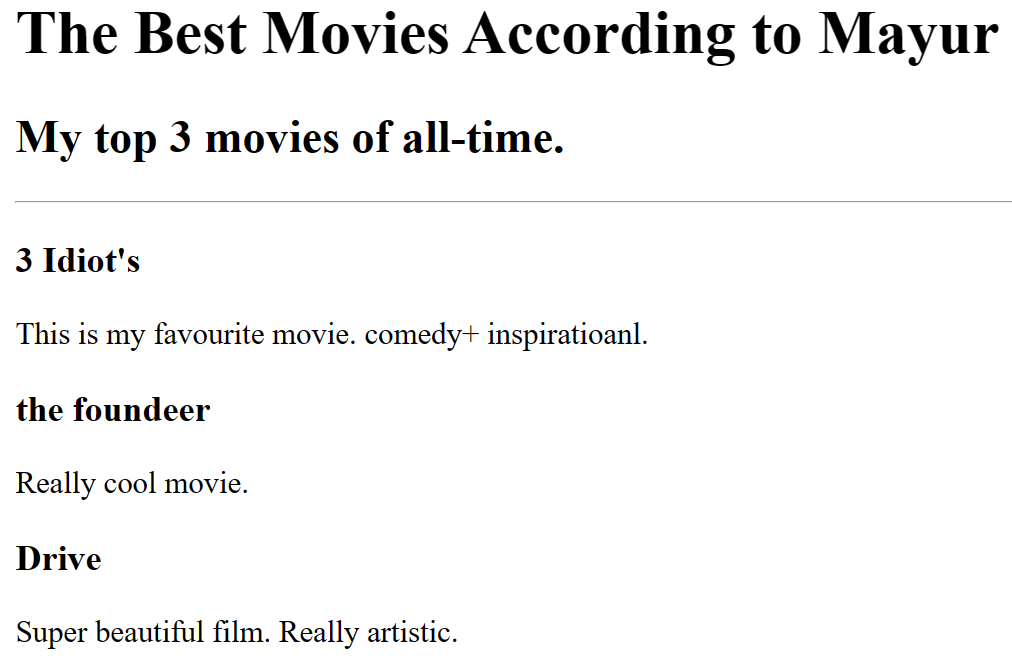 The Best Movies According to Mayur
My top 3 movies of all-time.
3 Idiot's
This is my favourite movie. comedy+ inspiratioanl.
the foundeer
Really cool movie.
Drive
Super beautiful film. Really artistic.